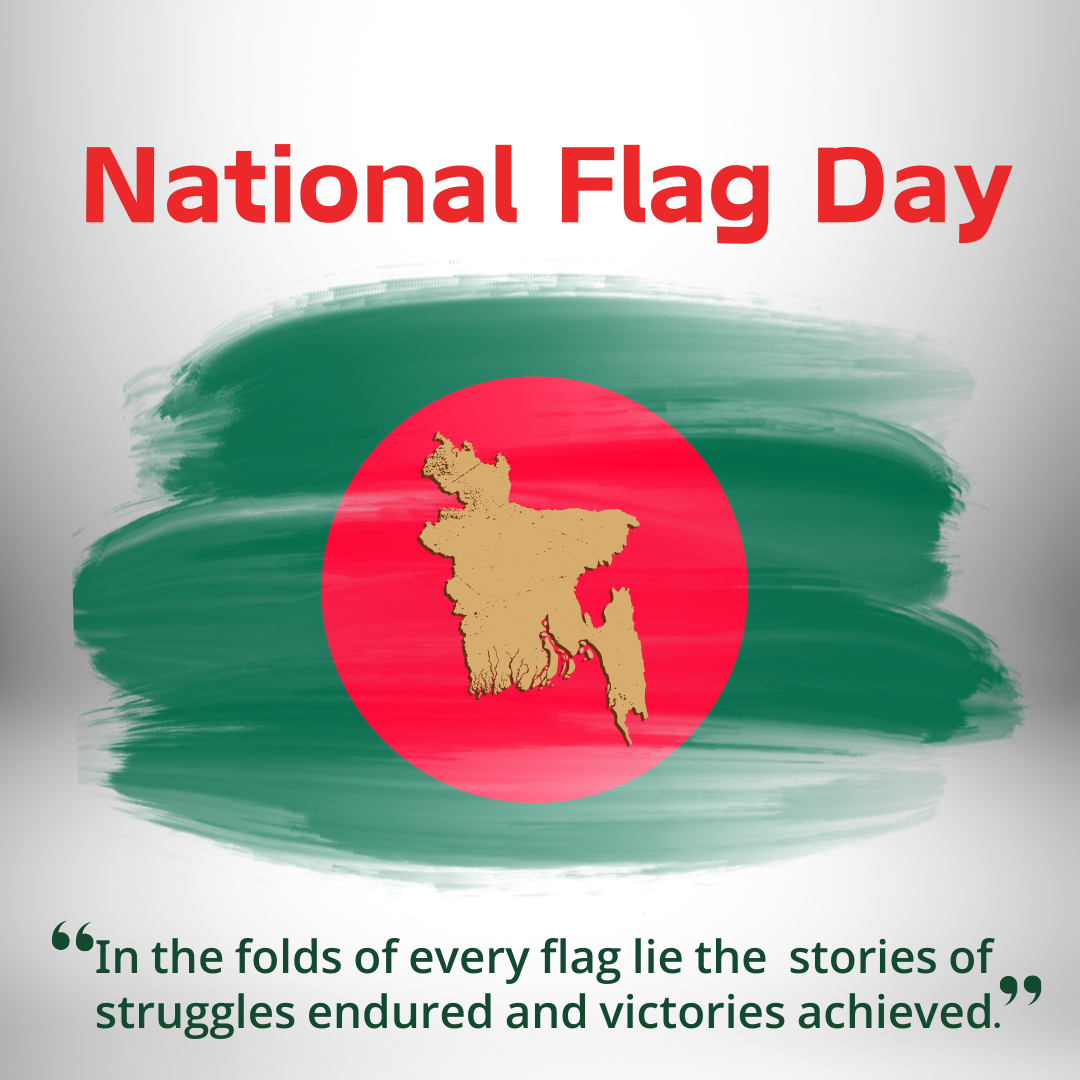 National Flag Day
“In the folds of every flag lie the stories of
struggles endured and victories achieved.”